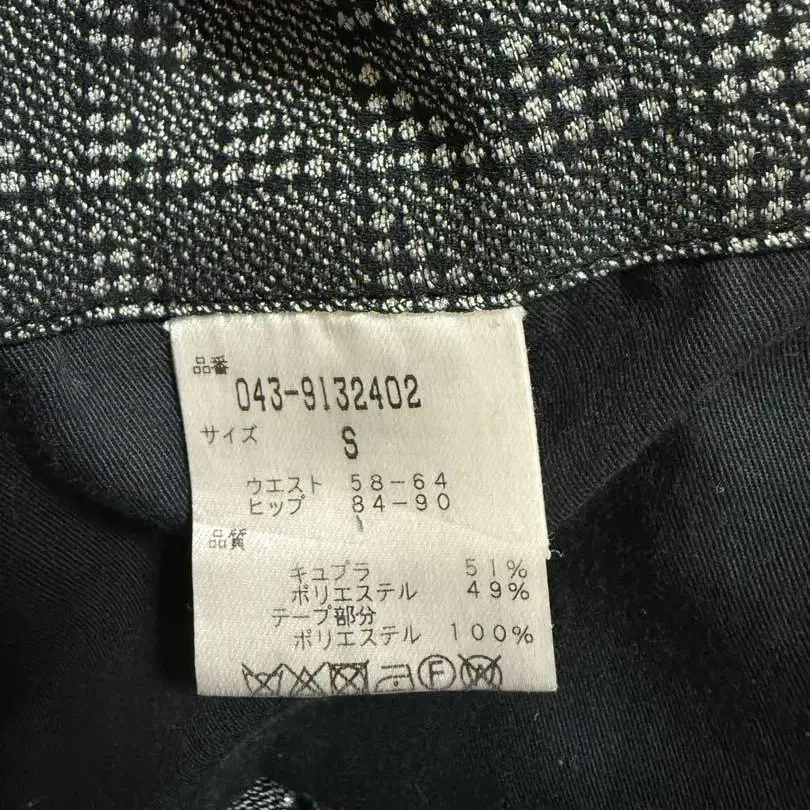 品番
043-9132402
サイズ S
ウエスト 58-64
ヒップ 84-90
品質
キュプラ 51%
ポリエステル 49%
テープ部分
ポリエステル 100%
F W